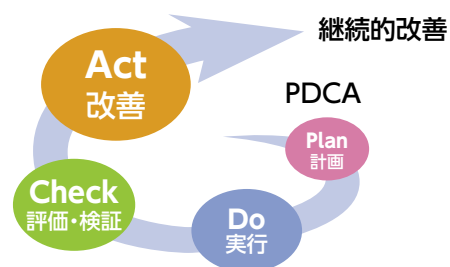 継続的改善
Act
改善
PDCA
Plan
計画
Check
評価・検証
Do
実行